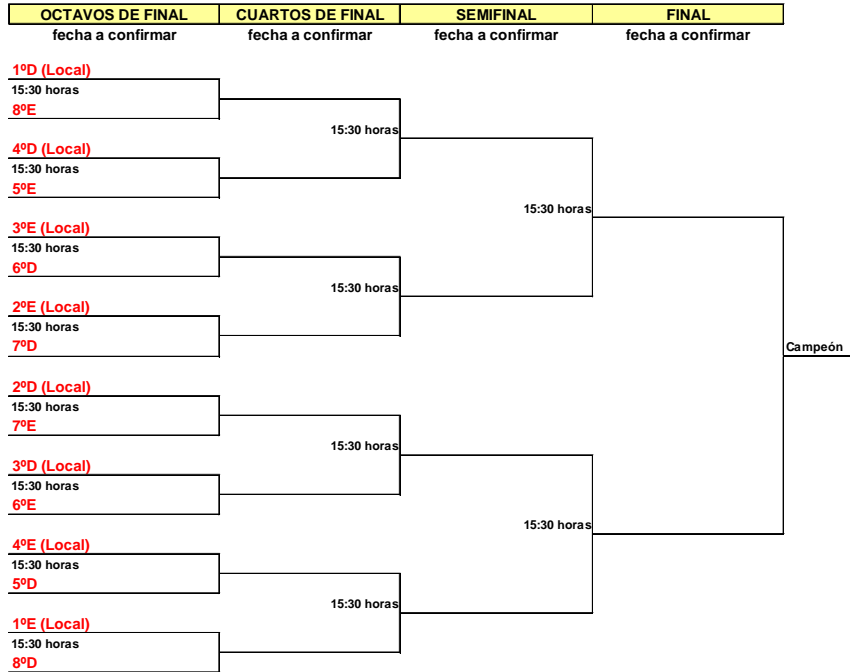 OCTAVOS DE FINAL CUARTOS DE FINAL SEMIFINAL FINAL
fecha a confirmar fecha a confirmar fecha a confirmar fecha a confirmar
1ºD (Local)
15:30 horas
8ºE
15:30 horas
4ºD (Local)
15:30 horas
5ºE
15:30 horas
3ºE (Local)
15:30 horas
6ºD
15:30 horas
2ºE (Local)
15:30 horas
7ºD
Campeón
2ºD (Local)
15:30 horas
7ºE
15:30 horas
3ºD (Local)
15:30 horas
6ºE
15:30 horas
4ºE (Local)
15:30 horas
5ºD
15:30 horas
1ºE (Local)
15:30 horas
8ºD